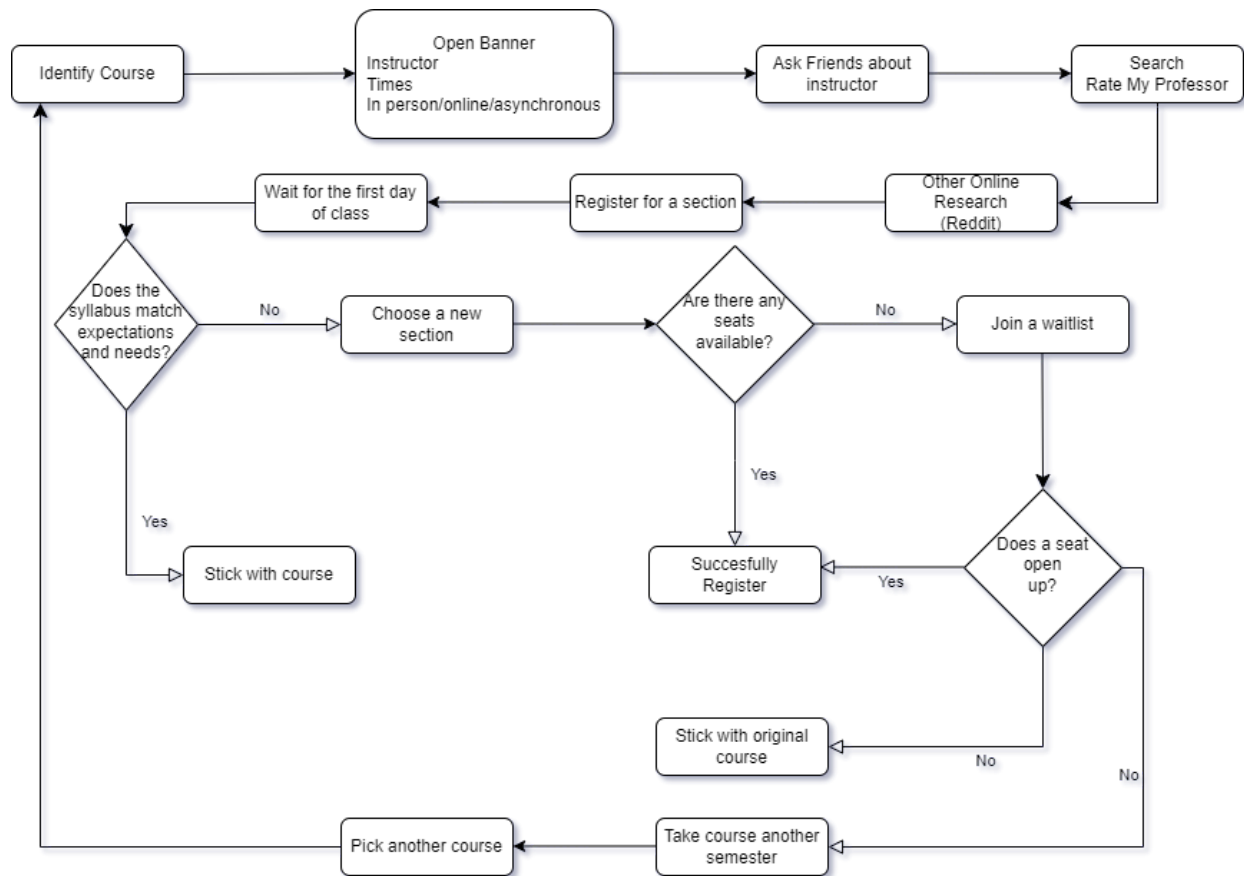 Identify Course
Open Banner
Instructor
Times
In person/online/asynchronous
Ask Friends about
instructor
Search
Rate My Professor
Wait for the first day
of class
Register for a section
Other Online
Research
(Reddit)
Does the
syllabus match
expectations
and needs?
No
Choose a new
section
Are there any
seats
available?
No
Join a waitlist
Yes
Yes
Stick with course
Succesfully
Register
Yes
Does a seat
open
up?
Stick with original
course
No
No
Pick another course
Take course another
semester